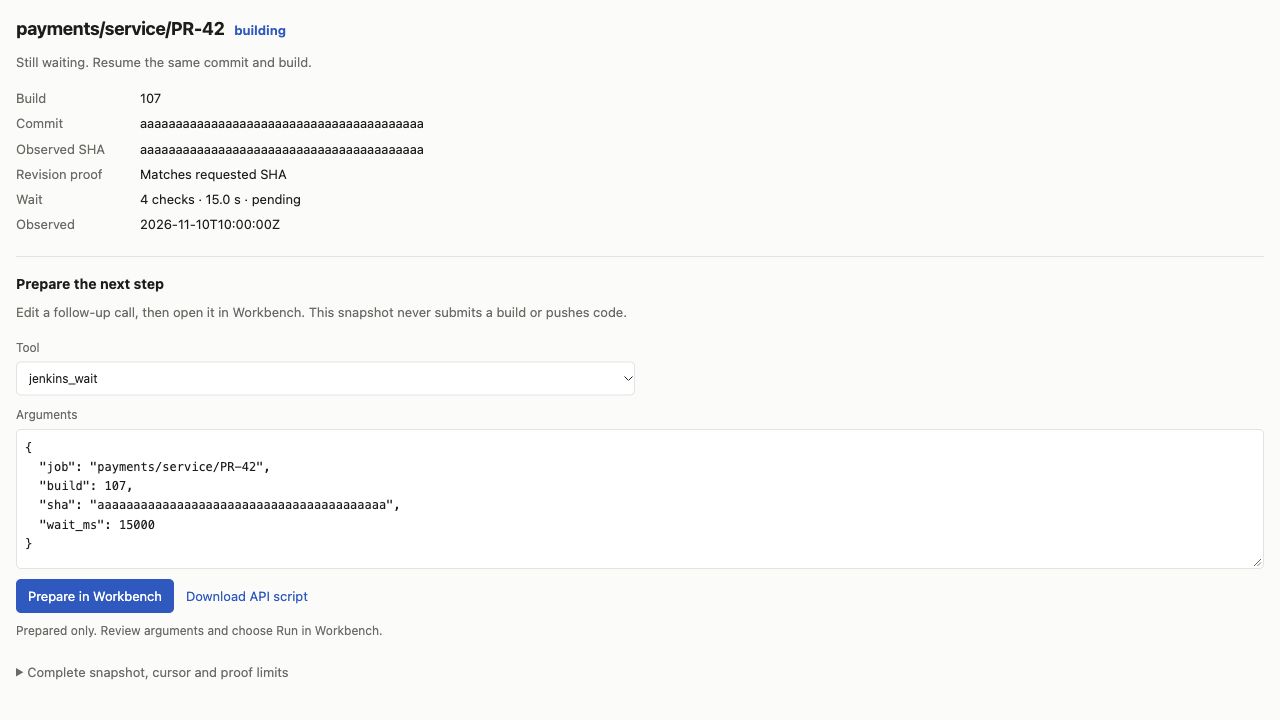 payments/service/PR-42 building
Still waiting. Resume the same commit and build.
Build 107
Commit aaaaaaaaaaaaaaaaaaaaaaaaaaaaaaaaaaaaaaaa
Observed SHA aaaaaaaaaaaaaaaaaaaaaaaaaaaaaaaaaaaaaaaa
Revision proof Matches requested SHA
Wait 4 checks · 15.0 s · pending
Observed 2026-11-10T10:00:00Z
Prepare the next step
Edit a follow-up call, then open it in Workbench. This snapshot never submits a build or pushes code.
Tool
jenkins_wait
Arguments
{
  "job": "payments/service/PR-42",
  "build": 107,
  "sha": "aaaaaaaaaaaaaaaaaaaaaaaaaaaaaaaaaaaaaaaa",
  "wait_ms": 15000
}
Prepare in Workbench Download API script
Prepared only. Review arguments and choose Run in Workbench.
Complete snapshot, cursor and proof limits